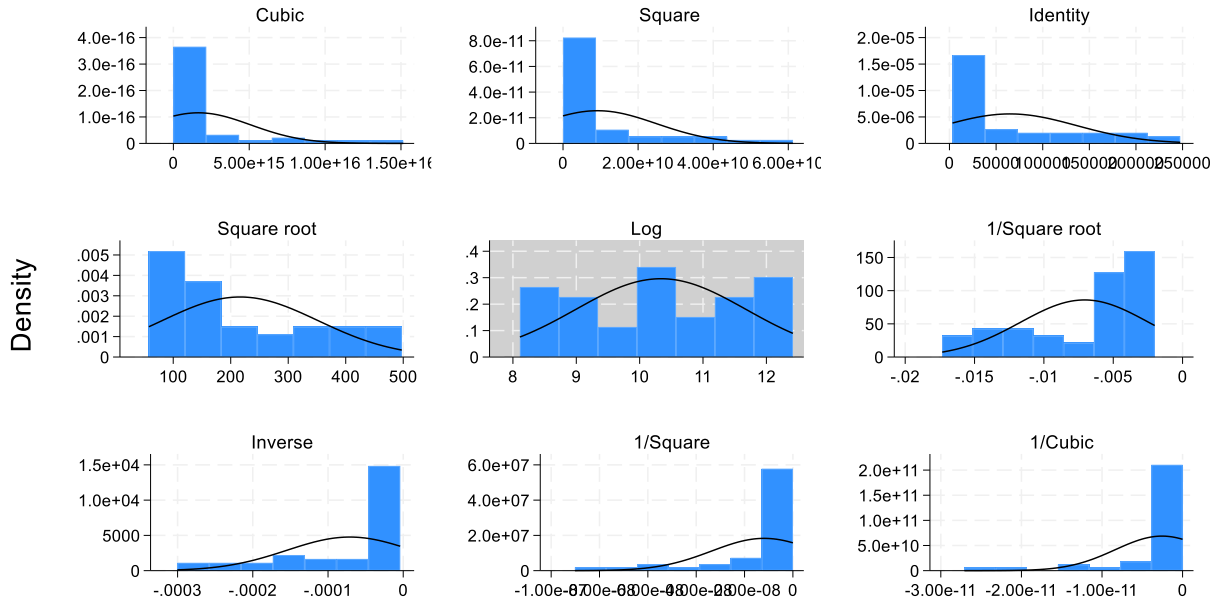 Cubic
4.0e-16
3.0e-16
2.0e-16
1.0e-16
0
0 5.00e+15 1.00e+16
Square
8.0e-11
6.0e-11
4.0e-11
2.0e-11
0
0 2.00e+10 4.00e+10
Identity
2.0e-05
1.5e-05
1.0e-05
5.0e-06
0
0 50000 100000 150000 200000 250000
Density
Square root
.005
.004
.003
.002
.001
0
100 200 300 400 500
Log
.4
.3
.2
.1
0
8 9 10 11 12
1/Square root
150
100
50
0
-.02 -.015 -.01 -.005 0
Inverse
1.5e+04
1.0e+04
5000
0
-.0003 -.0002 -.0001 0
1/Square
6.0e+07
4.0e+07
2.0e+07
0
0
1/Cubic
2.0e+11
1.5e+11
1.0e+11
5.0e+10
0
-3.00e-11 -2.00e-11 -1.00e-11 0